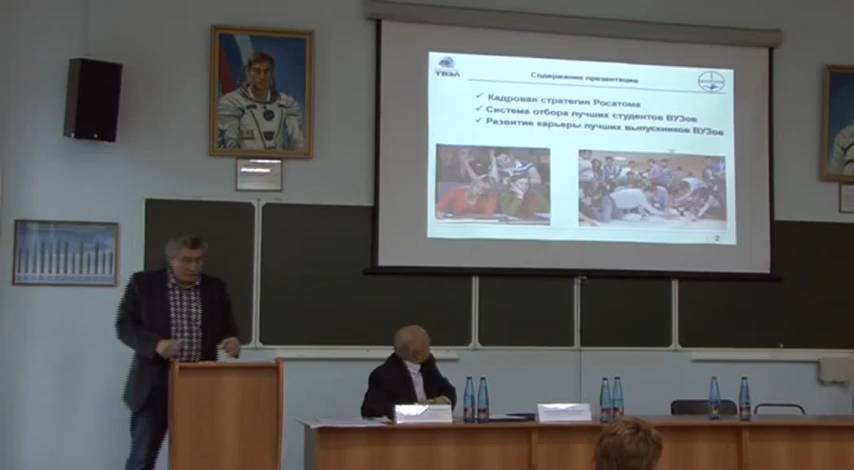 ТВЭЛ
Содержание презентации
✓ Кадровая стратегия Росатома
✓ Система отбора лучших студентов ВУЗов
✓ Развитие карьеры лучших выпускников ВУЗов
2